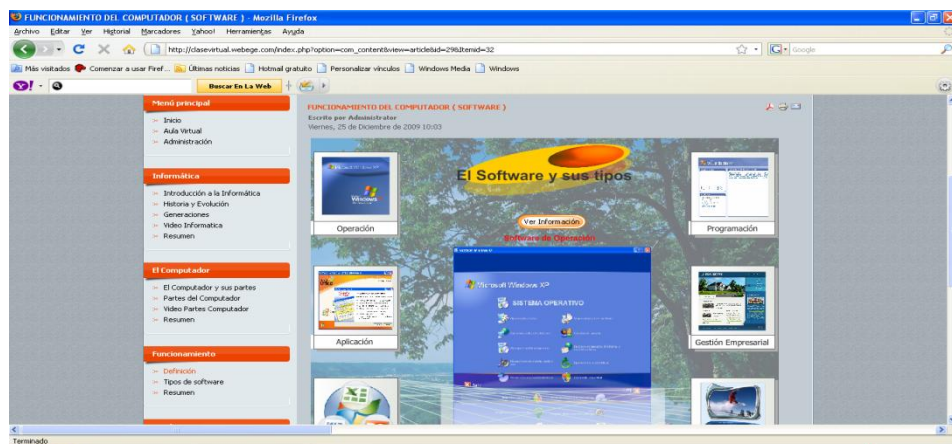 FUNCIONAMIENTO DEL COMPUTADOR ( SOFTWARE ) - Mozilla Firefox
Archivo Editar Ver Historial Marcadores Yahoo! Herramientas Ayuda
http://clasevirtual.webege.com/index.php?option=com_content&view=article&id=29&Itemid=32
Google
Más visitados Comenzar a usar Firef... Últimas noticias Hotmail gratuito Personalizar vínculos Windows Media Windows
Buscar En La Web
Menú principal
Inicio
Aula Virtual
Administración
Informática
Introducción a la Informática
Historia y Evolución
Generaciones
Video Informatica
Resumen
El Computador
El Computador y sus partes
Partes del Computador
Video Partes Computador
Resumen
Funcionamiento
Definición
Tipos de software
Resumen
FUNCIONAMIENTO DEL COMPUTADOR ( SOFTWARE )
Escrito por Administrator
Viernes, 25 de Diciembre de 2009 10:03
El Software y sus tipos
Ver Información
Software de Operación
Operación
Programación
Microsoft Windows XP
SISTEMA OPERATIVO
Aplicación
Gestión Empresarial
Terminado